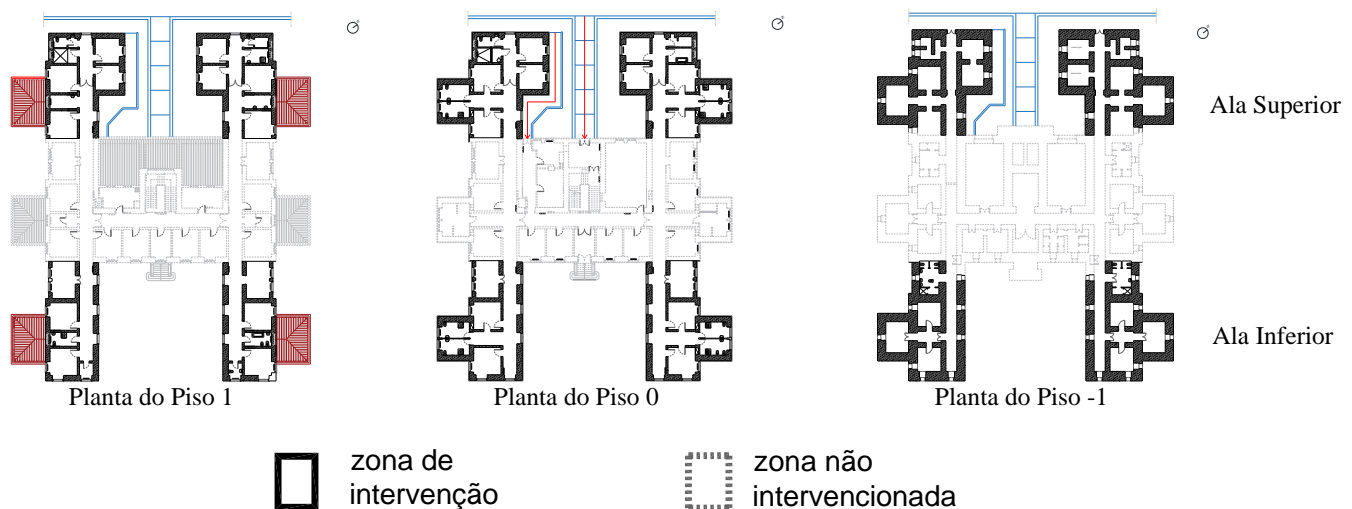 Ala Superior
Ala Inferior
Planta do Piso 1
Planta do Piso 0
Planta do Piso -1
zona de
intervenção
zona não
intervencionada